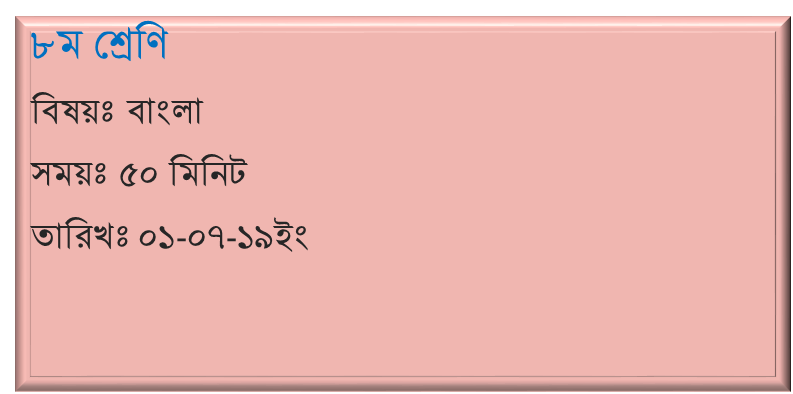 ৮ম শ্রেণি
বিষয়ঃ বাংলা
সময়ঃ ৫০ মিনিট
তারিখঃ ০১-০৭-১৯ইং